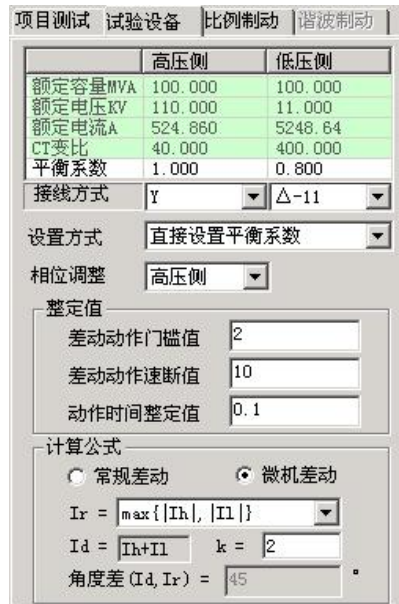 项目测试 试验设备 比例制动 谐波制动
高压侧 低压侧
额定容量MVA 100.000 100.000
额定电压KV 110.000 11.000
额定电流A 524.860 5248.64
CT变比 40.000 400.000
平衡系数 1.000 0.800
接线方式 Y △-11
设置方式 直接设置平衡系数
相位调整 高压侧
整定值
差动动作门槛值 2
差动动作速断值 10
动作时间整定值 0.1
计算公式
常规差动 微机差动
Ir = max{|Ih|, |Il|}
Id = Ih+Il k = 2
角度差(Id, Ir) = 45 °